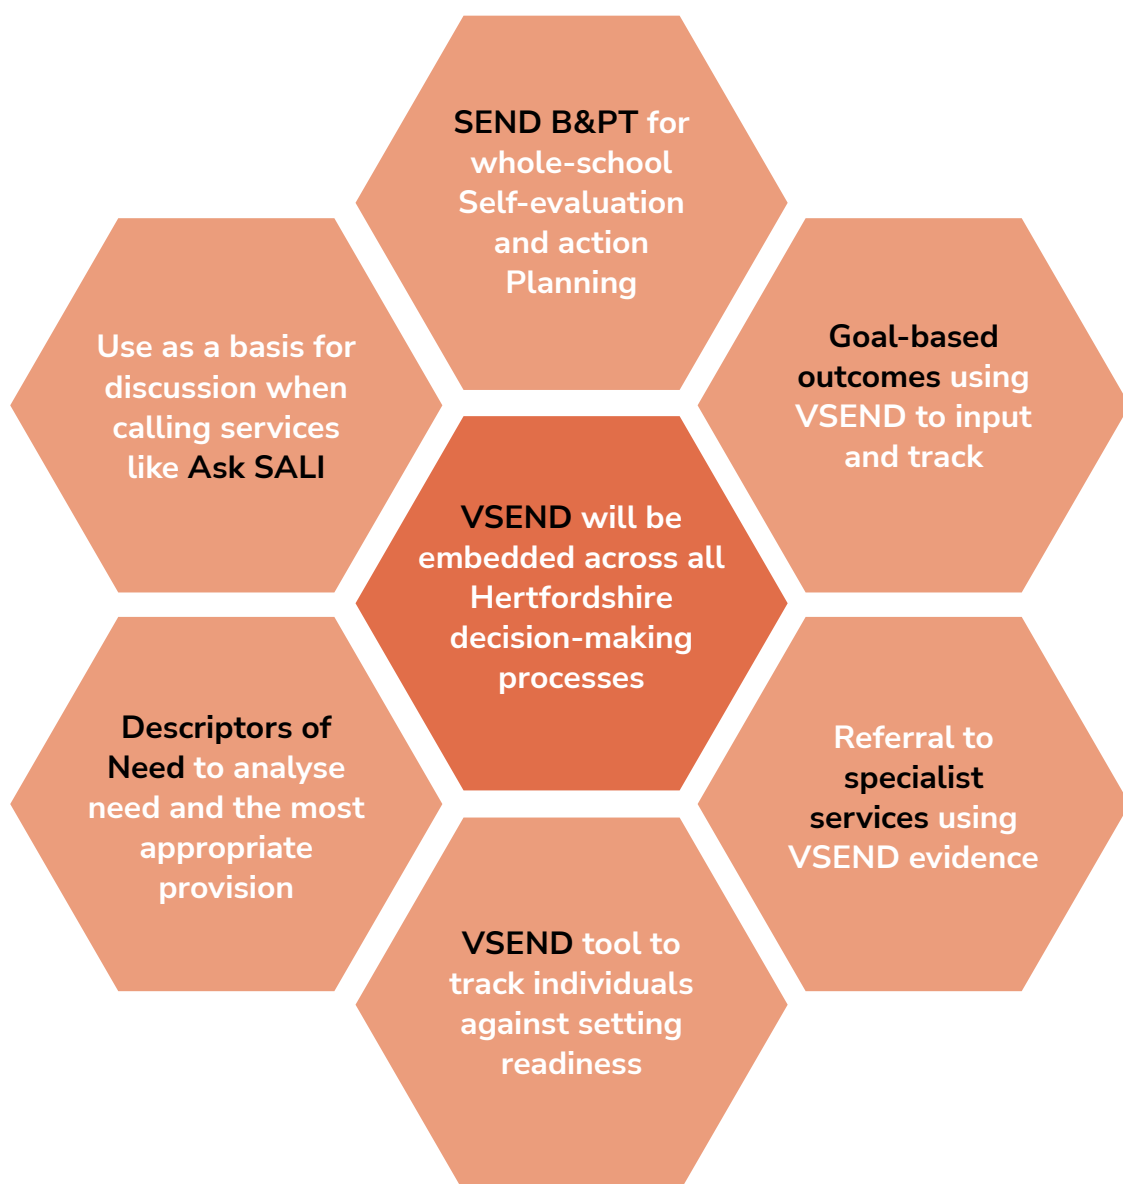 SEND B&PT for
whole-school
Self-evaluation
and action
Planning
Use as a basis for
discussion when
calling services
like Ask SALI
Goal-based
outcomes using
VSEND to input
and track
VSEND will be
embedded across all
Hertfordshire
decision-making
processes
Descriptors of
Need to analyse
need and the most
appropriate
provision
Referral to
specialist
services using
VSEND evidence
VSEND tool to
track individuals
against setting
readiness